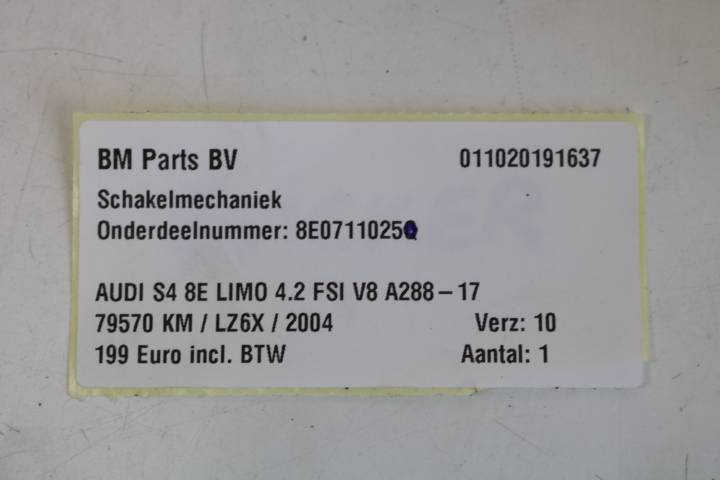 BM Parts BV 011020191637
Schakelmechaniek
Onderdeelnummer: 8E0711025Q
AUDI S4 8E LIMO 4.2 FSI V8 A288-17
79570 KM / LZ6X / 2004 Verz: 10
199 Euro incl. BTW Aantal: 1